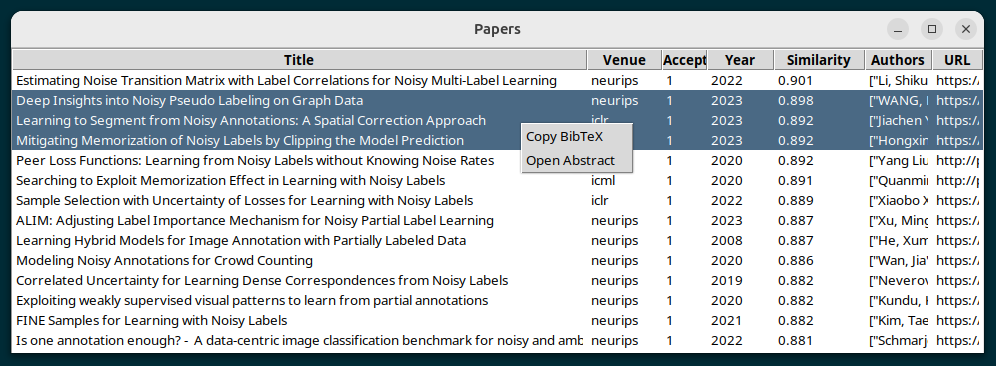 Papers
Title Venue Accept Year Similarity Authors URL
Estimating Noise Transition Matrix with Label Correlations for Noisy Multi-Label Learning neurips 1 2022 0.901 ["Li, Shiku https:/
Deep Insights into Noisy Pseudo Labeling on Graph Data neurips 1 2023 0.898 ["WANG, https:/
Learning to Segment from Noisy Annotations: A Spatial Correction Approach iclr 1 2023 0.892 ["Jiachen https:/
Mitigating Memorization of Noisy Labels by Clipping the Model Prediction 1 2023 0.892 ["Hongxin https:/
Copy BibTeX
Open Abstract
Peer Loss Functions: Learning from Noisy Labels without Knowing Noise Rates 1 2020 0.892 ["Yang Liu http://
Searching to Exploit Memorization Effect in Learning with Noisy Labels icml 1 2020 0.891 ["Quanmi http://
Sample Selection with Uncertainty of Losses for Learning with Noisy Labels iclr 1 2022 0.889 ["Xiaobo https:/
ALIM: Adjusting Label Importance Mechanism for Noisy Partial Label Learning neurips 1 2023 0.887 ["Xu, Ming https:/
Learning Hybrid Models for Image Annotation with Partially Labeled Data neurips 1 2008 0.887 ["He, Xum https:/
Modeling Noisy Annotations for Crowd Counting neurips 1 2020 0.886 ["Wan, Jia https:/
Correlated Uncertainty for Learning Dense Correspondences from Noisy Labels neurips 1 2019 0.882 ["Nevero https:/
Exploiting weakly supervised visual patterns to learn from partial annotations neurips 1 2020 0.882 ["Kundu, https:/
FINE Samples for Learning with Noisy Labels neurips 1 2021 0.882 ["Kim, Tae https:/
Is one annotation enough? - A data-centric image classification benchmark for noisy and amb neurips 1 2022 0.881 ["Schmarj https:/